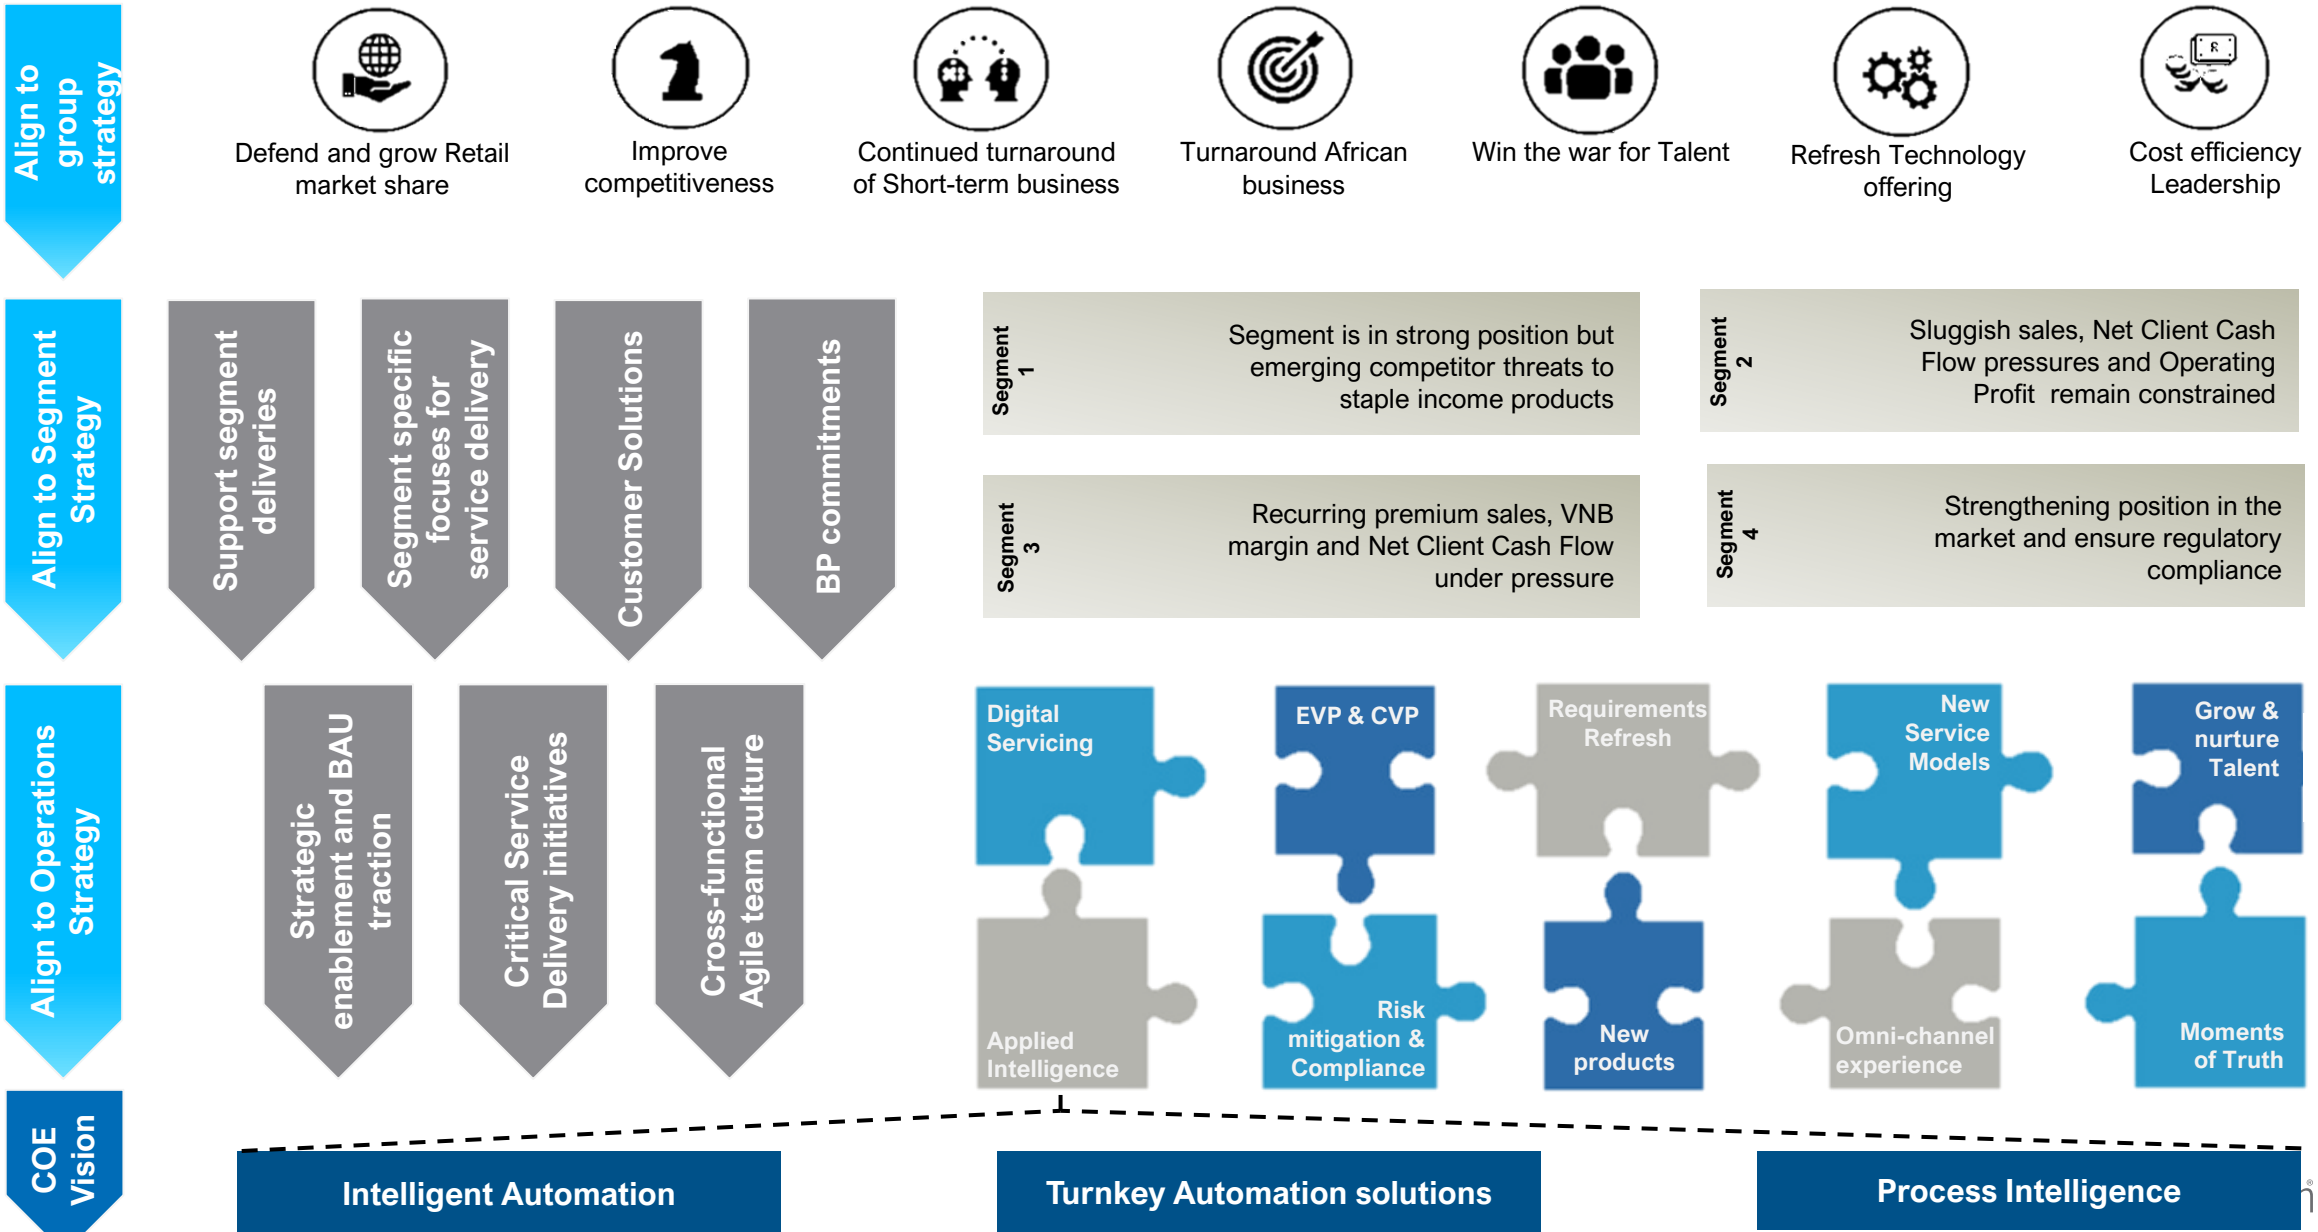 Align to
group
strategy
Defend and grow Retail
market share
Improve
competitiveness
Continued turnaround
of Short-term business
Turnaround African
business
Win the war for Talent
Refresh Technology
offering
Cost efficiency
Leadership
Align to Segment
Strategy
Support segment
deliveries
Segment specific
focuses for
service delivery
Customer Solutions
BP commitments
Segment
1
Segment is in strong position but
emerging competitor threats to
staple income products
Segment
2
Sluggish sales, Net Client Cash
Flow pressures and Operating
Profit remain constrained
Segment
3
Recurring premium sales, VNB
margin and Net Client Cash Flow
under pressure
Segment
4
Strengthening position in the
market and ensure regulatory
compliance
Align to Operations
Strategy
Strategic
enablement and BAU
traction
Critical Service
Delivery initiatives
Cross-functional
Agile team culture
Digital
Servicing
EVP & CVP
Requirements
Refresh
New
Service
Models
Grow &
nurture
Talent
Applied
Intelligence
Risk
mitigation &
Compliance
New
products
Omni-channel
experience
Moments
of Truth
COE
Vision
Intelligent Automation
Turnkey Automation solutions
Process Intelligence